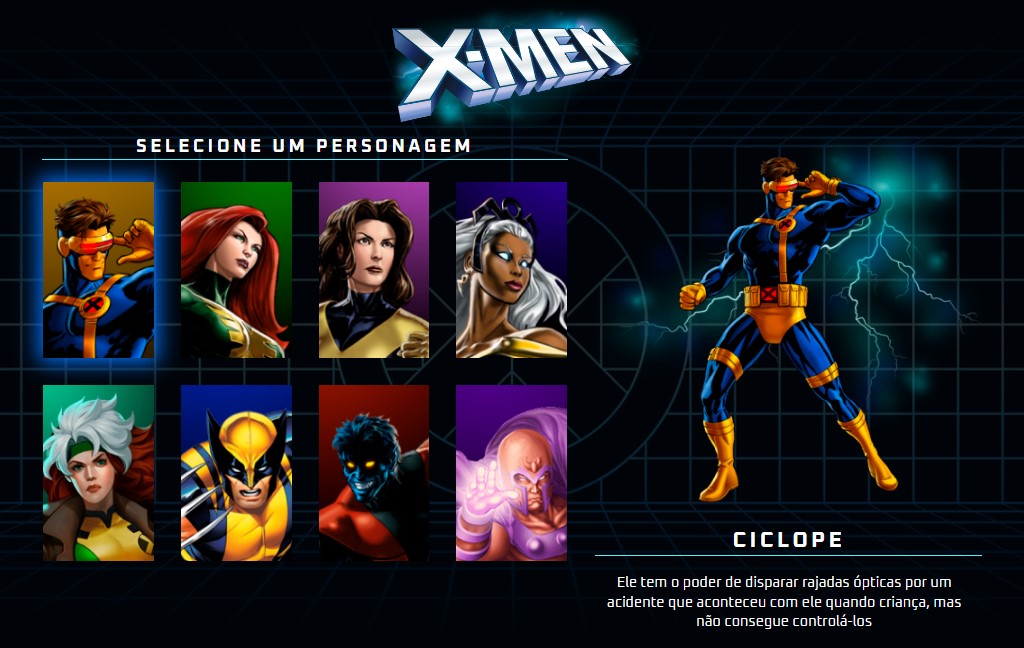 X-MEN
SELECIONE UM PERSONAGEM
CICLOPE
Ele tem o poder de disparar rajadas ópticas por um
acidente que aconteceu com ele quando criança, mas
não consegue controlá-los